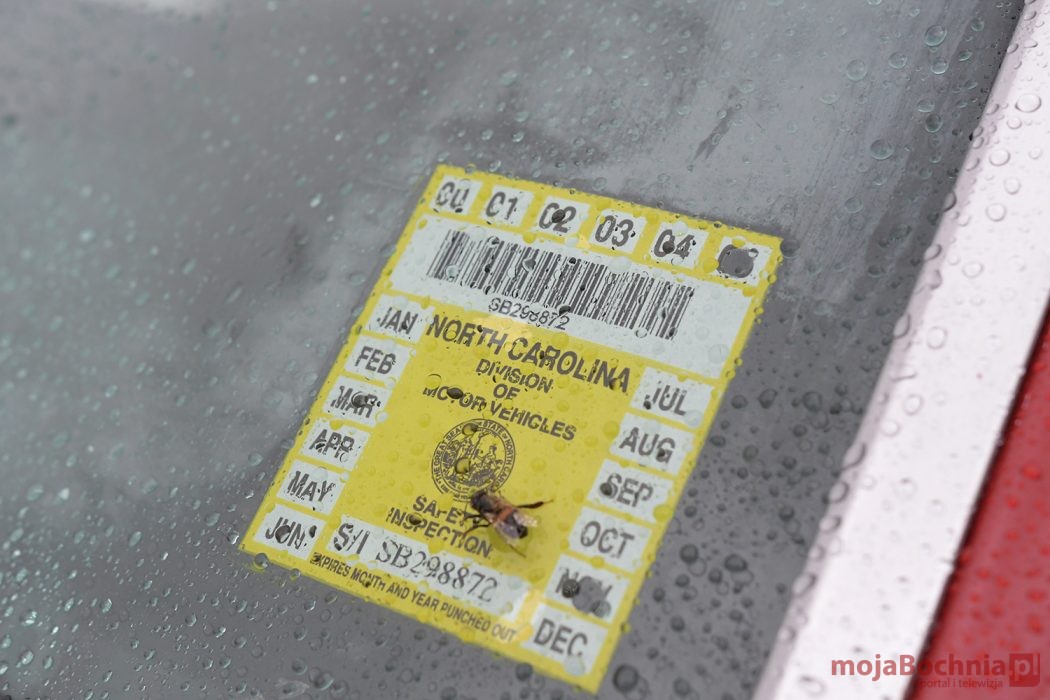 00 01 02 03 04
SB298872
NORTH CAROLINA
DIVISION
OF
MOTOR VEHICLES
JAN
FEB
MAR
APR
MAY
JUN
JUL
AUG
SEP
OCT
NOV
DEC
SAFETY
INSPECTION
S/I SB298872
EXPIRES MONTH AND YEAR PUNCHED OUT
mojaBochnia.pl
portal i telewizja